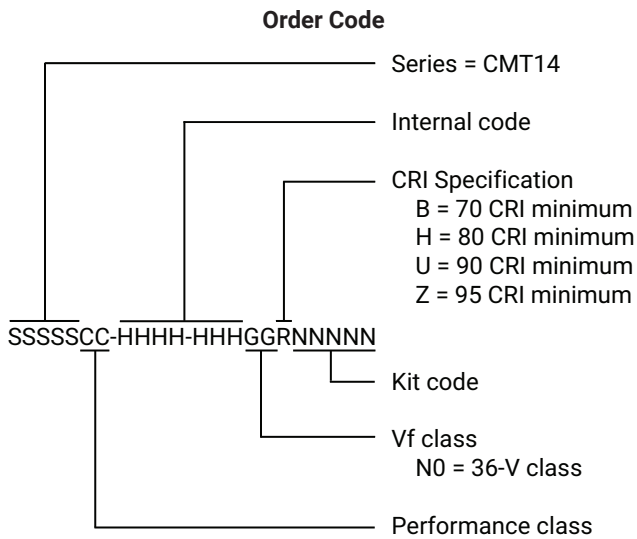 Order Code
Series = CMT14
Internal code
CRI Specification
B = 70 CRI minimum
H = 80 CRI minimum
U = 90 CRI minimum
Z = 95 CRI minimum
SSSSSCC-HHHH-HHHGGRNNNNN
Kit code
Vf class
N0 = 36-V class
Performance class